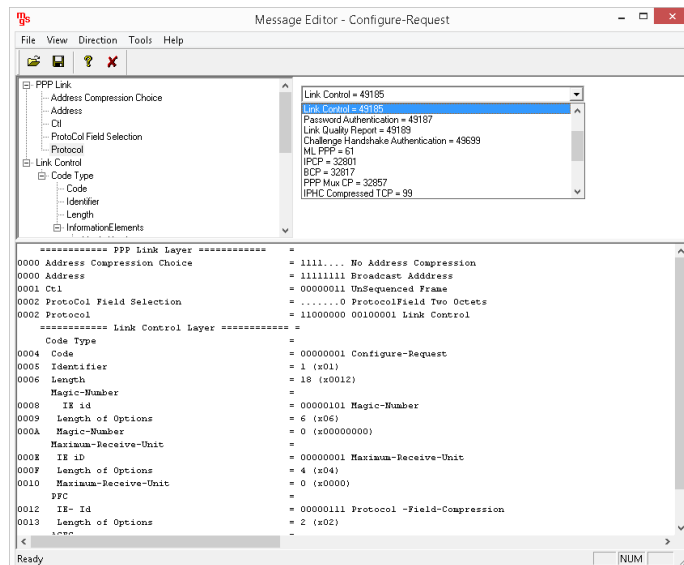 mgs
Message Editor - Configure-Request
File View Direction Tools Help
PPP Link
Address Compression Choice
Address
Ctl
ProtoCol Field Selection
Protocol
Link Control
Code Type
Code
Identifier
Length
InformationElements
Link Control = 49185
Link Control = 49185
Password Authentication = 49187
Link Quality Report = 49189
Challenge Handshake Authentication = 49699
ML PPP = 61
IPCP = 32801
BCP = 32817
PPP Mux CP = 32857
IPHC Compressed TCP = 99
============ PPP Link Layer ============ =
0000 Address Compression Choice = 1111.... No Address Compression
0000 Address = 11111111 Broadcast Adddress
0001 Ctl = 00000011 UnSequenced Frame
0002 ProtoCol Field Selection = .......0 ProtocolField Two Octets
0002 Protocol = 11000000 00100001 Link Control
============ Link Control Layer ============ =
Code Type =
0004 Code = 00000001 Configure-Request
0005 Identifier = 1 (x01)
0006 Length = 18 (x0012)
Magic-Number =
0008 IE id = 00000101 Magic-Number
0009 Length of Options = 6 (x06)
000A Magic-Number = 0 (x00000000)
Maximum-Receive-Unit =
000E IE iD = 00000001 Maximum-Receive-Unit
000F Length of Options = 4 (x04)
0010 Maximum-Receive-Unit = 0 (x0000)
PFC =
0012 IE- Id = 00000111 Protocol -Field-Compression
0013 Length of Options = 2 (x02)
Ready
NUM